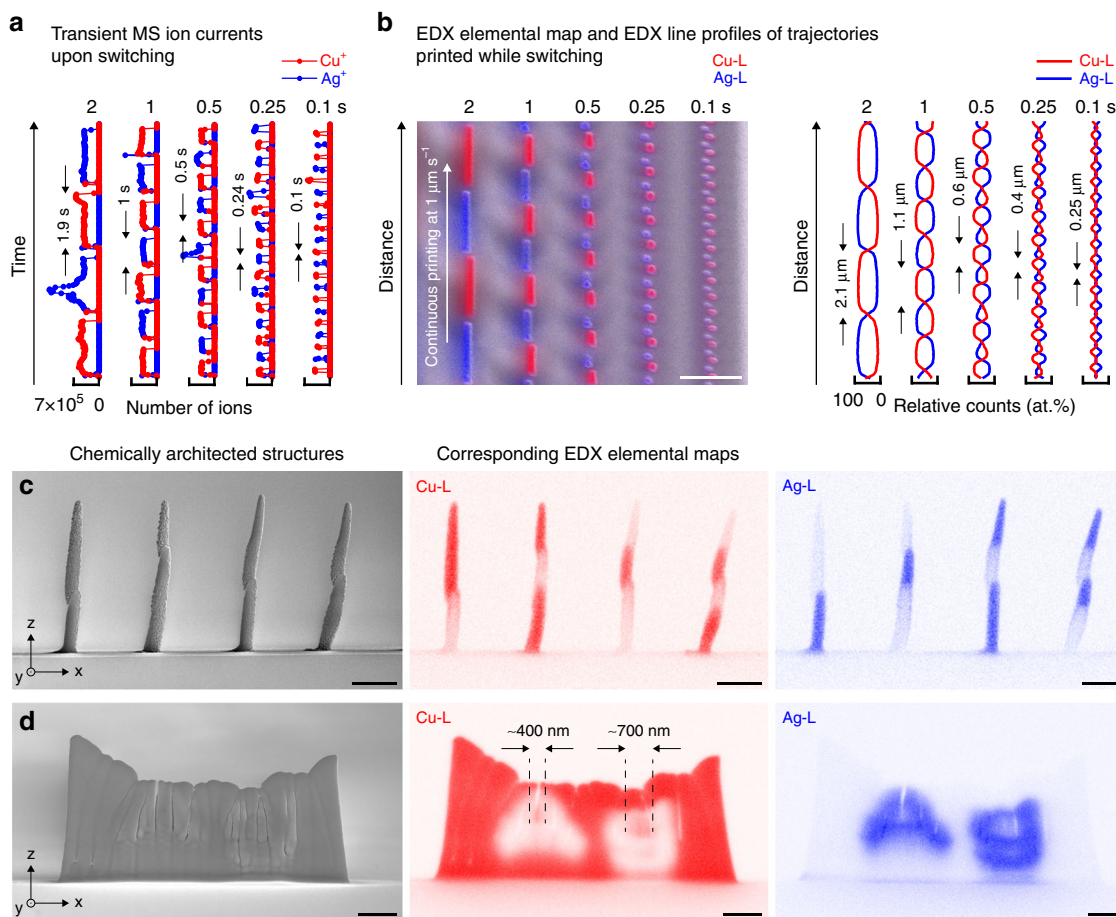 a
Transient MS ion currents
upon switching
Cu⁺
Ag⁺
2 1 0.5 0.25 0.1 s
Time
1.9 s
1 s
0.5 s
0.24 s
0.1 s
7×10⁵ 0 Number of ions
b
EDX elemental map and EDX line profiles of trajectories
printed while switching
Cu-L
Ag-L
2 1 0.5 0.25 0.1 s
Distance
Continuous printing at 1 μm s⁻¹
Cu-L
Ag-L
2 1 0.5 0.25 0.1 s
Distance
2.1 μm
1.1 μm
0.6 μm
0.4 μm
0.25 μm
100 0 Relative counts (at.%)
Chemically architected structures
Corresponding EDX elemental maps
c
z
y
x
Cu-L
Ag-L
d
z
y
x
Cu-L
~400 nm
~700 nm
Ag-L